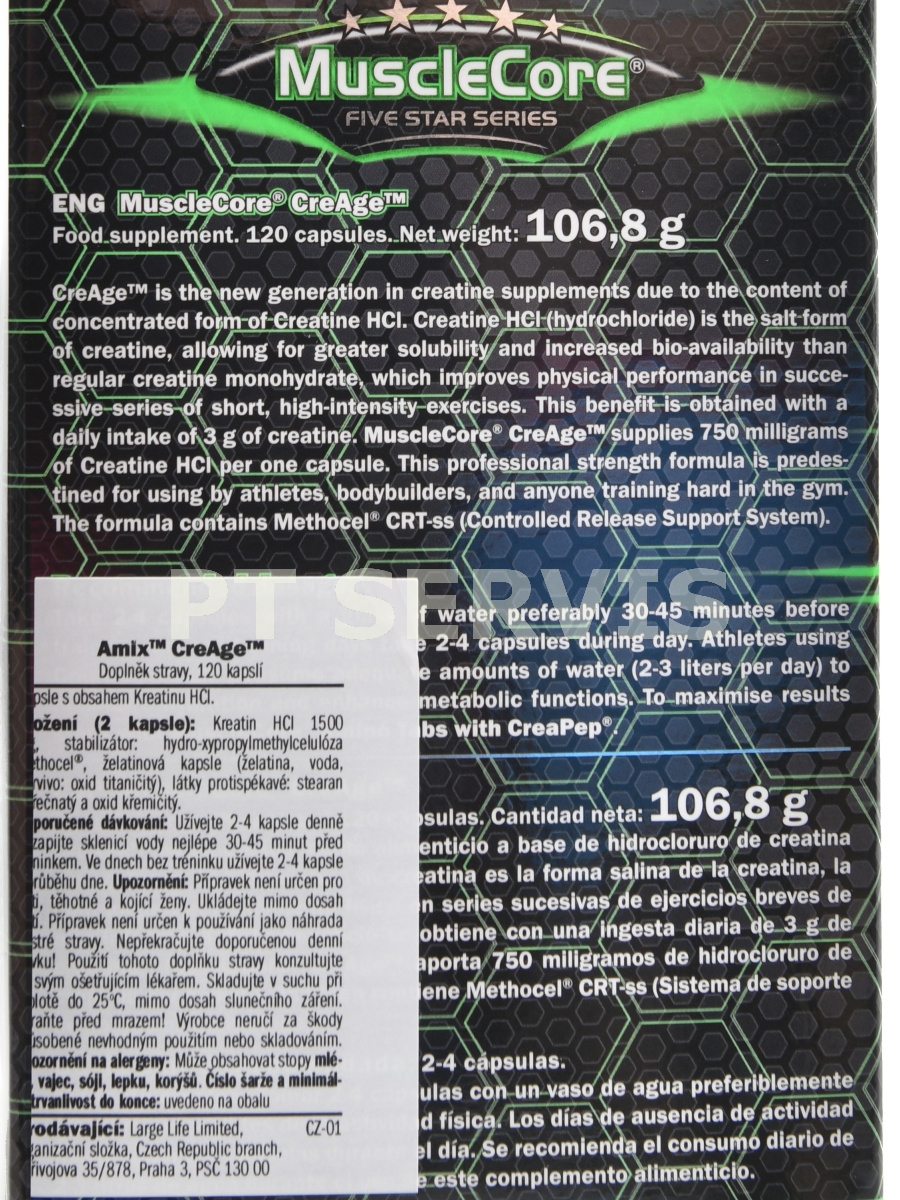 MuscleCore®
FIVE STAR SERIES
ENG MuscleCore® CreAge™
Food supplement. 120 capsules. Net weight: 106,8 g
CreAge™ is the new generation in creatine supplements due to the content of
concentrated form of Creatine HCl. Creatine HCl (hydrochloride) is the salt form
of creatine, allowing for greater solubility and increased bio-availability than
regular creatine monohydrate, which improves physical performance in succe-
ssive series of short, high-intensity exercises. This benefit is obtained with a
daily intake of 3 g of creatine. MuscleCore® CreAge™ supplies 750 milligrams
of Creatine HCl per one capsule. This professional strength formula is predes-
tined for using by athletes, bodybuilders, and anyone training hard in the gym.
The formula contains Methocel® CRT-ss (Controlled Release Support System).
PT SERVIS
f water preferably 30-45 minutes before
2-4 capsules during day. Athletes using
e amounts of water (2-3 liters per day) to
metabolic functions. To maximise results
bs with CreaPep®.
sulas. Cantidad neta: 106,8 g
enticio a base de hidrocloruro de creatina
eatina es la forma salina de la creatina, la
n series sucesivas de ejercicios breves de
obtiene con una ingesta diaria de 3 g de
aporta 750 miligramos de hidrocloruro de
iene Methocel® CRT-ss (Sistema de soporte
2-4 cápsulas.
ulas con un vaso de agua preferiblemente
d física. Los días de ausencia de actividad
el día. Se recomienda el consumo diario de
e este complemento alimenticio.
Amix™ CreAge™
Doplněk stravy, 120 kapslí
psle s obsahem Kreatinu HCl.
ožení (2 kapsle): Kreatin HCl 1500
, stabilizátor: hydro-xypropylmethylcelulóza
thocel®, želatinová kapsle (želatina, voda,
rvivo: oxid titaničitý), látky protispékavé: stearan
řečnatý a oxid křemičitý.
poručené dávkování: Užívejte 2-4 kapsle denně
zapijte sklenicí vody nejlépe 30-45 minut před
ninkem. Ve dnech bez tréninku užívejte 2-4 kapsle
růběhu dne. Upozornění: Přípravek není určen pro
i, těhotné a kojící ženy. Ukládejte mimo dosah
í. Přípravek není určen k používání jako náhrada
stré stravy. Nepřekračujte doporučenou denní
vku! Použití tohoto doplňku stravy konzultujte
svým ošetřujícím lékařem. Skladujte v suchu při
plotě do 25°C, mimo dosah slunečního záření.
raňte před mrazem! Výrobce neručí za škody
ůsobené nevhodným použitím nebo skladováním.
ozornění na alergeny: Může obsahovat stopy mlé-
, vajec, sóji, lepku, korýšů. Číslo šarže a minimál-
trvanlivost do konce: uvedeno na obalu
rodávající: Large Life Limited, CZ-01
ganizační složka, Czech Republic branch,
řivojova 35/878, Praha 3, PSČ 130 00